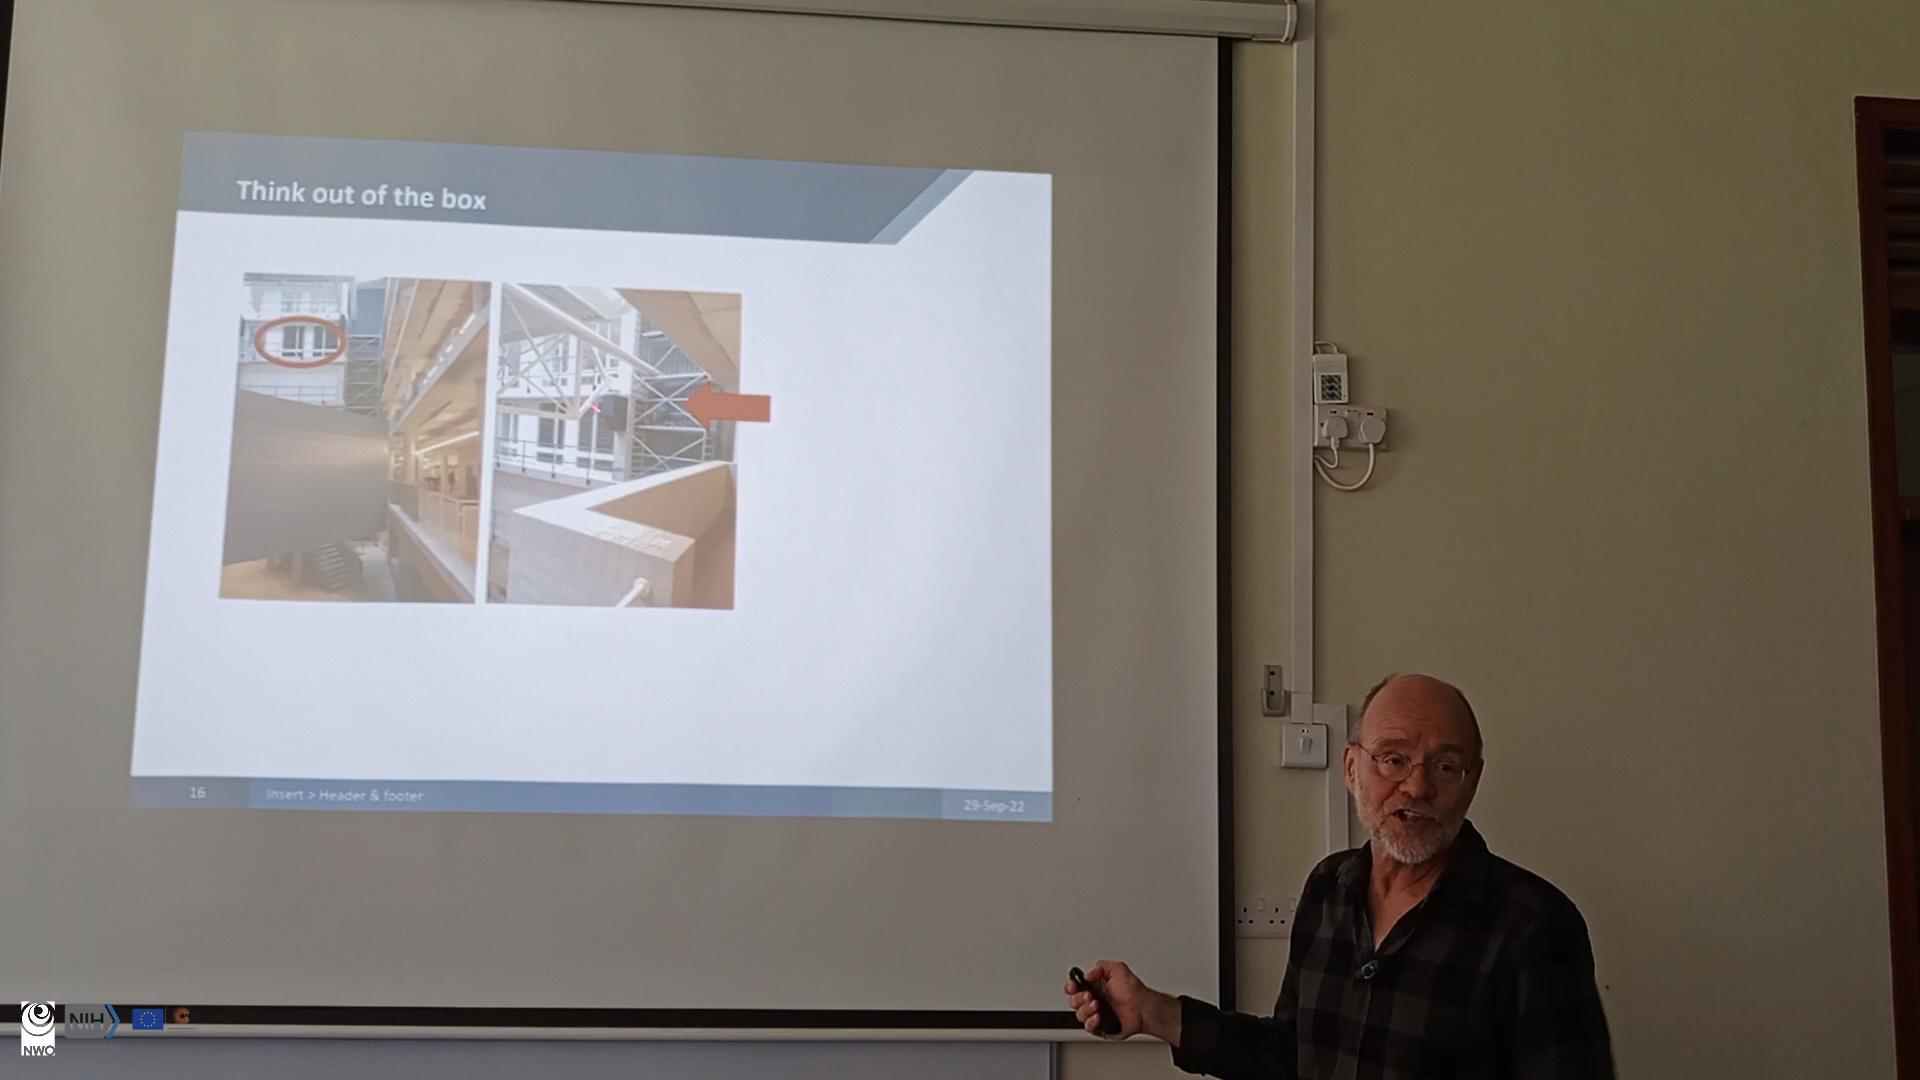 Think out of the box
16
Insert > Header & footer
29-Sep-22
NWO
NIH